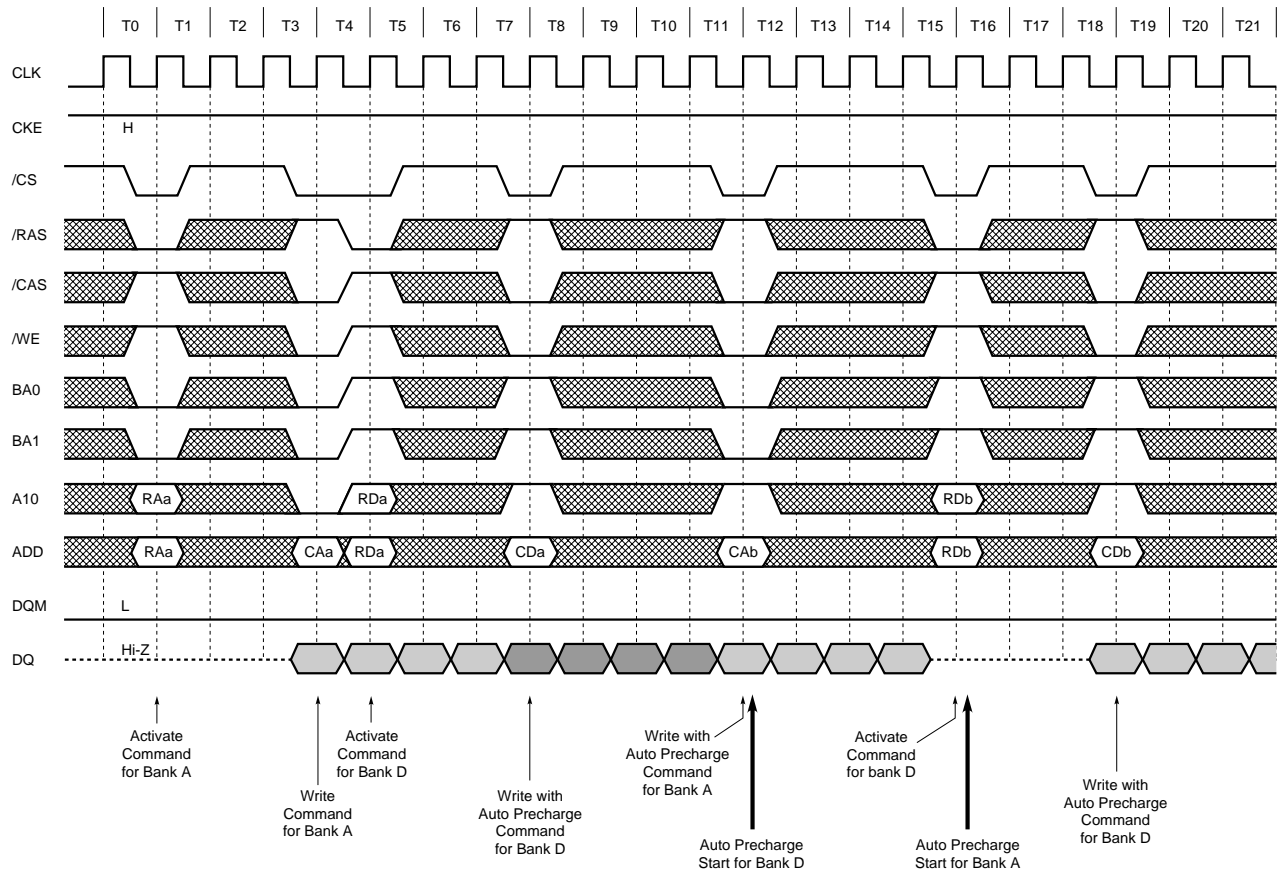 T0 T1 T2 T3 T4 T5 T6 T7 T8 T9 T10 T11 T12 T13 T14 T15 T16 T17 T18 T19 T20 T21
CLK
CKE H
/CS
/RAS
/CAS
/WE
BA0
BA1
A10 RAa RDa RDb
ADD RAa CAa RDa CDa CAb RDb CDb
DQM L
DQ Hi-Z
Activate
Command
for Bank A
Write
Command
for Bank A
Activate
Command
for Bank D
Write with
Auto Precharge
Command
for Bank D
Write with
Auto Precharge
Command
for Bank A
Auto Precharge
Start for Bank D
Activate
Command
for bank D
Auto Precharge
Start for Bank A
Write with
Auto Precharge
Command
for Bank D